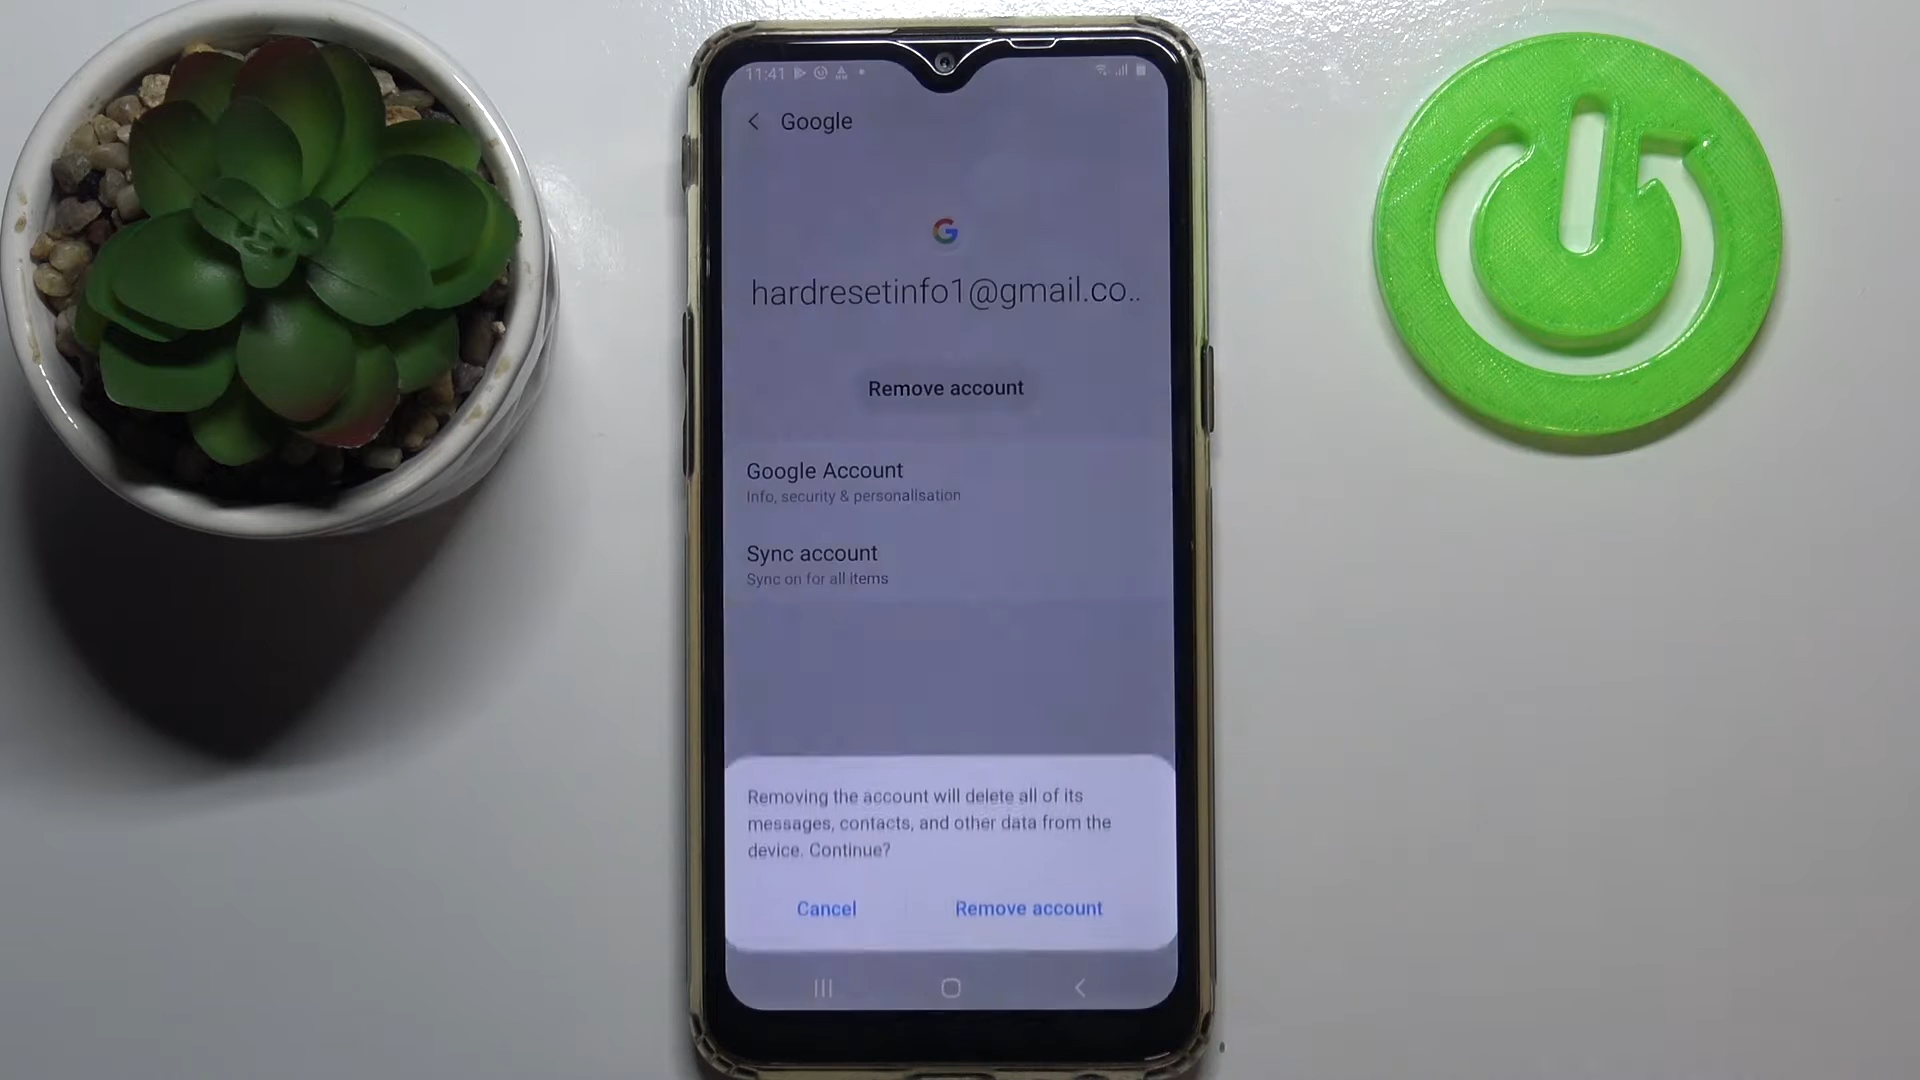 11:41
Google
G
hardresetinfo1@gmail.co..
Remove account
Google Account
Info, security & personalisation
Sync account
Sync on for all items
Removing the account will delete all of its
messages, contacts, and other data from the
device. Continue?
Cancel
Remove account